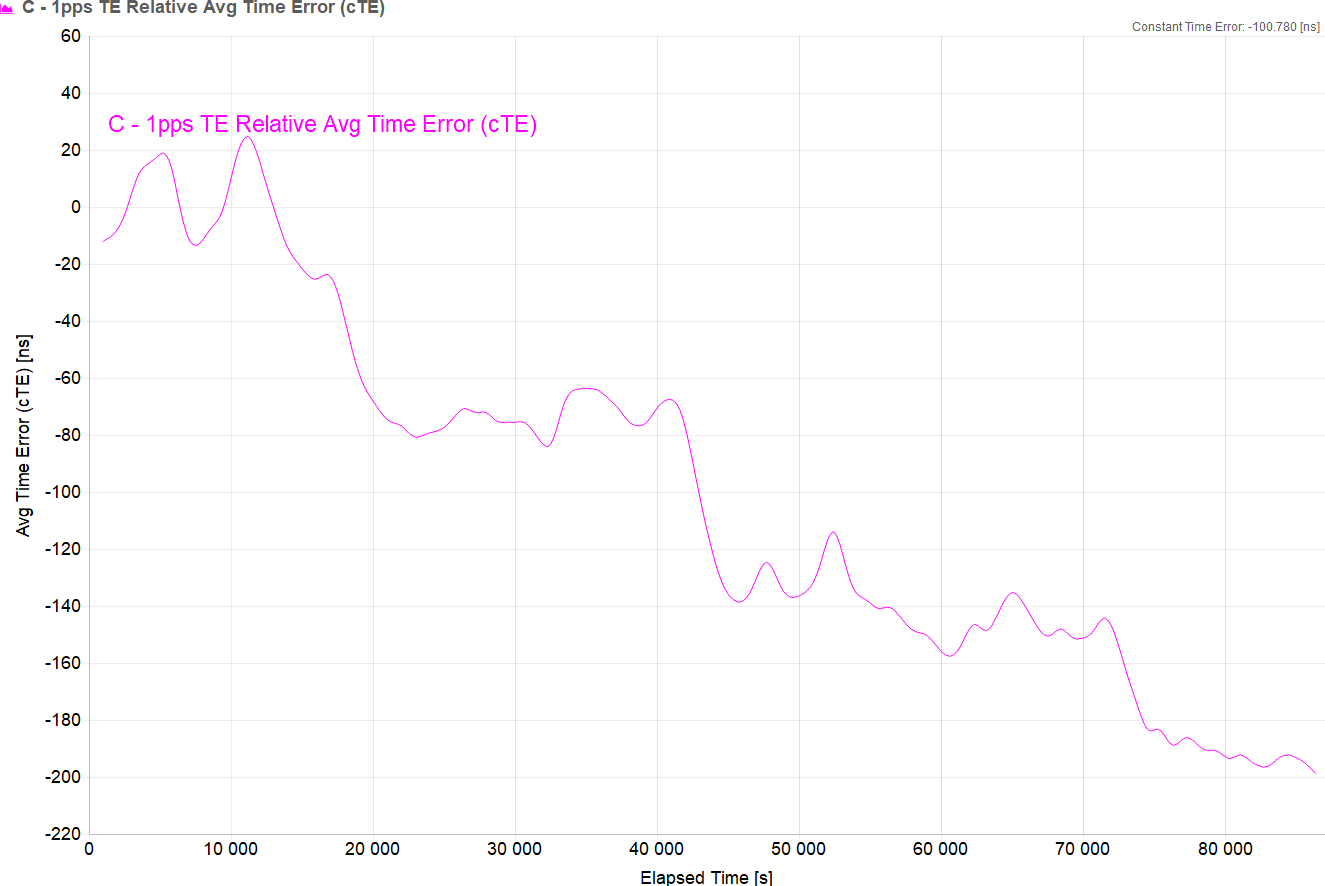 C - 1pps TE Relative Avg Time Error (cTE)
Constant Time Error: -100.780 [ns]
60
40
C - 1pps TE Relative Avg Time Error (cTE)
20
0
-20
-40
-60
-80
-100
-120
-140
-160
-180
-200
-220
Avg Time Error (cTE) [ns]
0 10 000 20 000 30 000 40 000 50 000 60 000 70 000 80 000
Elapsed Time [s]